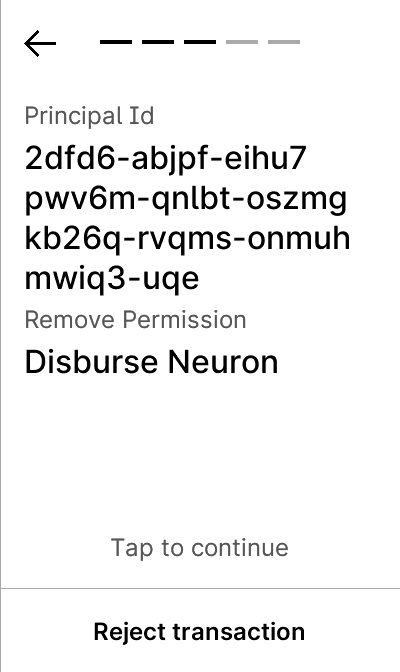 Principal Id
2dfd6-abjpf-eihu7
pwv6m-qnlbt-oszmg
kb26q-rvqms-onmuh
mwiq3-uqe
Remove Permission
Disburse Neuron
Tap to continue
Reject transaction